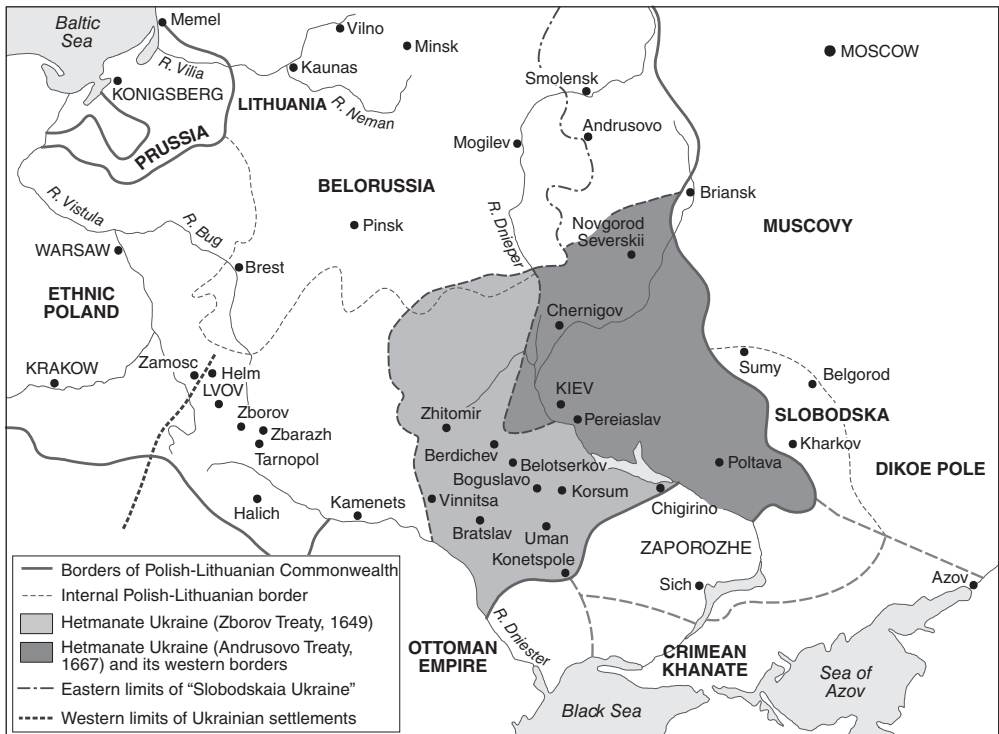 Baltic
Sea
Memel
Vilno
Minsk
MOSCOW
R. Vilia
Kaunas
KONIGSBERG
LITHUANIA
R. Neman
Smolensk
Andrusovo
Mogilev
PRUSSIA
BELORUSSIA
Briansk
R. Vistula
R. Bug
Pinsk
R. Dnieper
Novgorod
Severskii
MUSCOVY
WARSAW
Brest
ETHNIC
POLAND
Chernigov
KRAKOW
Zamosc
Helm
LVOV
Sumy
Belgorod
Zborov
Zbarazh
Tarnopol
Zhitomir
KIEV
Pereiaslav
SLOBODSKA
Kharkov
Berdichev
Belotserkov
Poltava
DIKOE POLE
Boguslavo
Korsum
Halich
Kamenets
Vinnitsa
Chigirino
Bratslav
Uman
Konetspole
ZAPOROZHE
Sich
Azov
R. Dniester
OTTOMAN
EMPIRE
CRIMEAN
KHANATE
Sea of
Azov
Black Sea
Borders of Polish-Lithuanian Commonwealth
Internal Polish-Lithuanian border
Hetmanate Ukraine (Zborov Treaty, 1649)
Hetmanate Ukraine (Andrusovo Treaty,
1667) and its western borders
Eastern limits of “Slobodskaia Ukraine”
Western limits of Ukrainian settlements